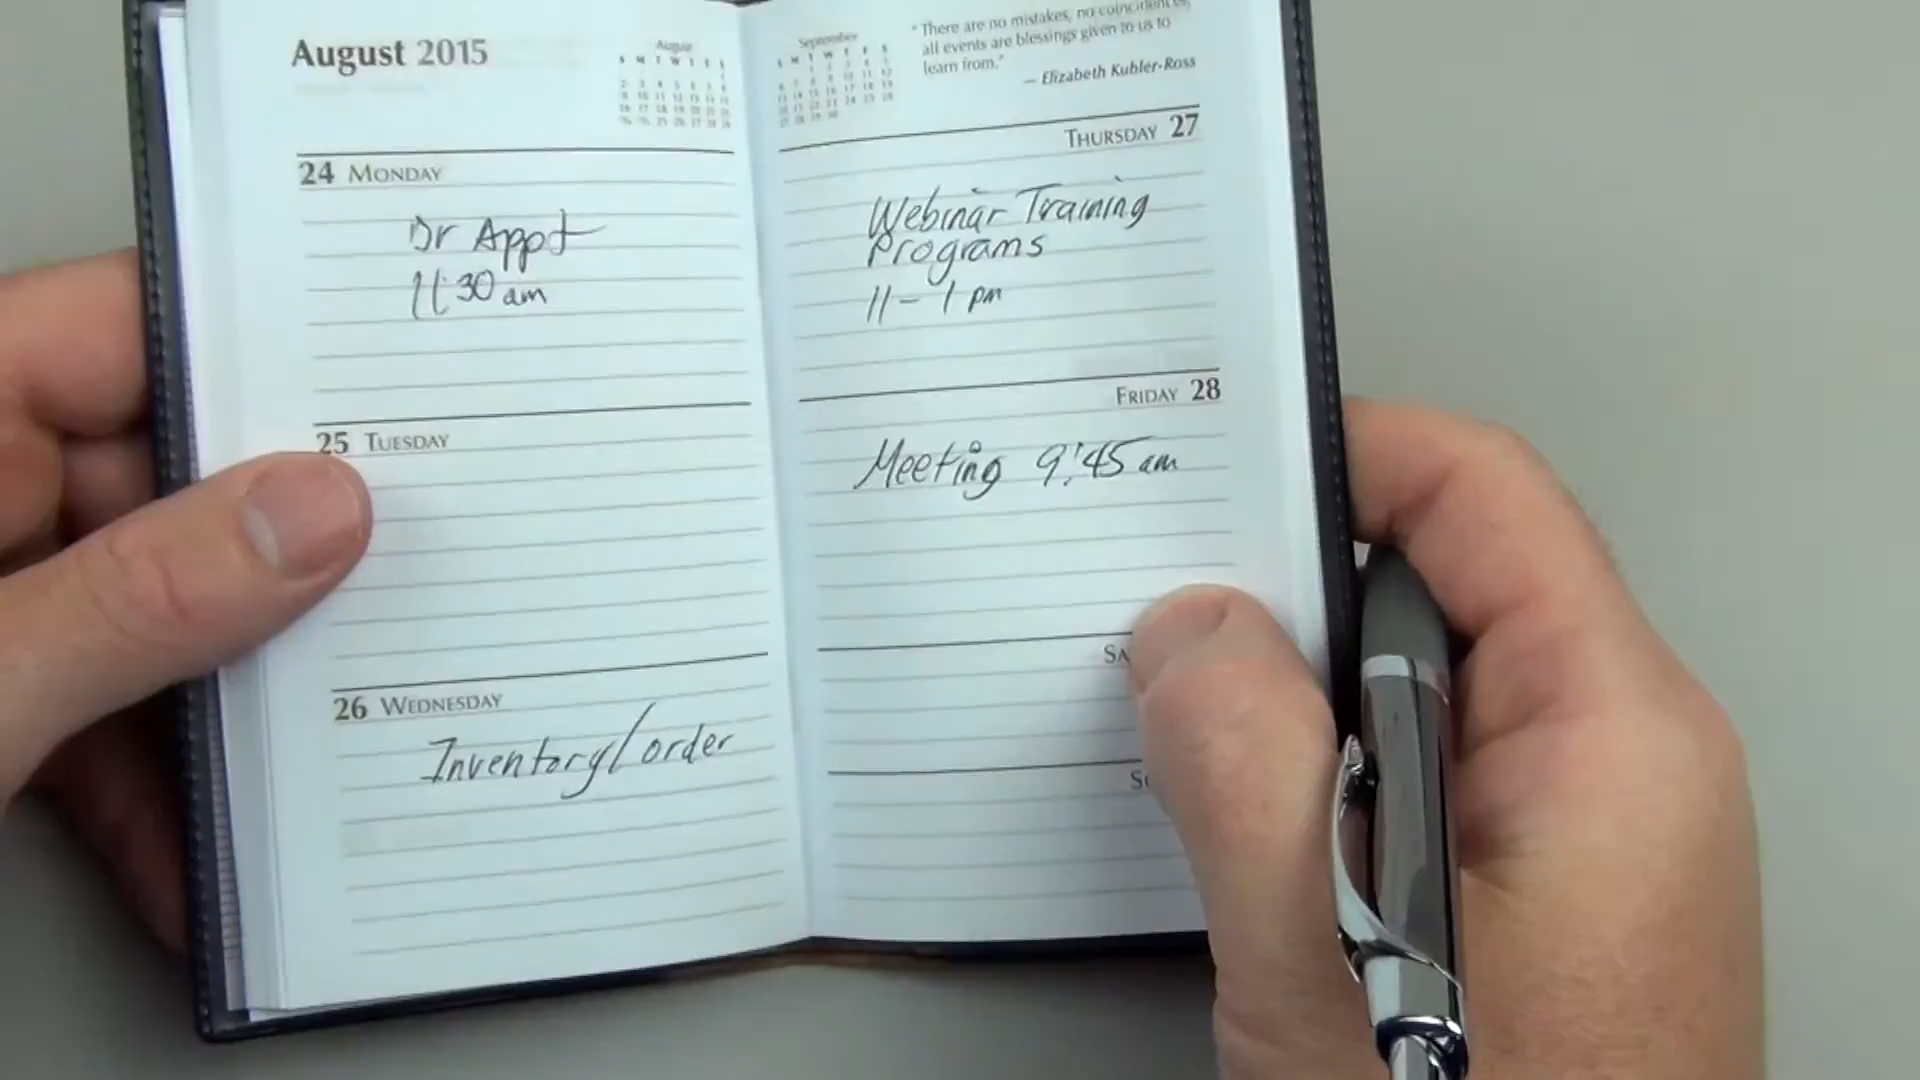 August 2015
August
S M T W T F S
September
S M T W T F S
"There are no mistakes, no coincidences,
all events are blessings given to us to
learn from."
— Elizabeth Kubler-Ross
24 Monday
Dr Appt
11:30 am
25 Tuesday
26 Wednesday
Inventory/order
Thursday 27
Webinar Training
Programs
11 - 1 pm
Friday 28
Meeting 9:45 am